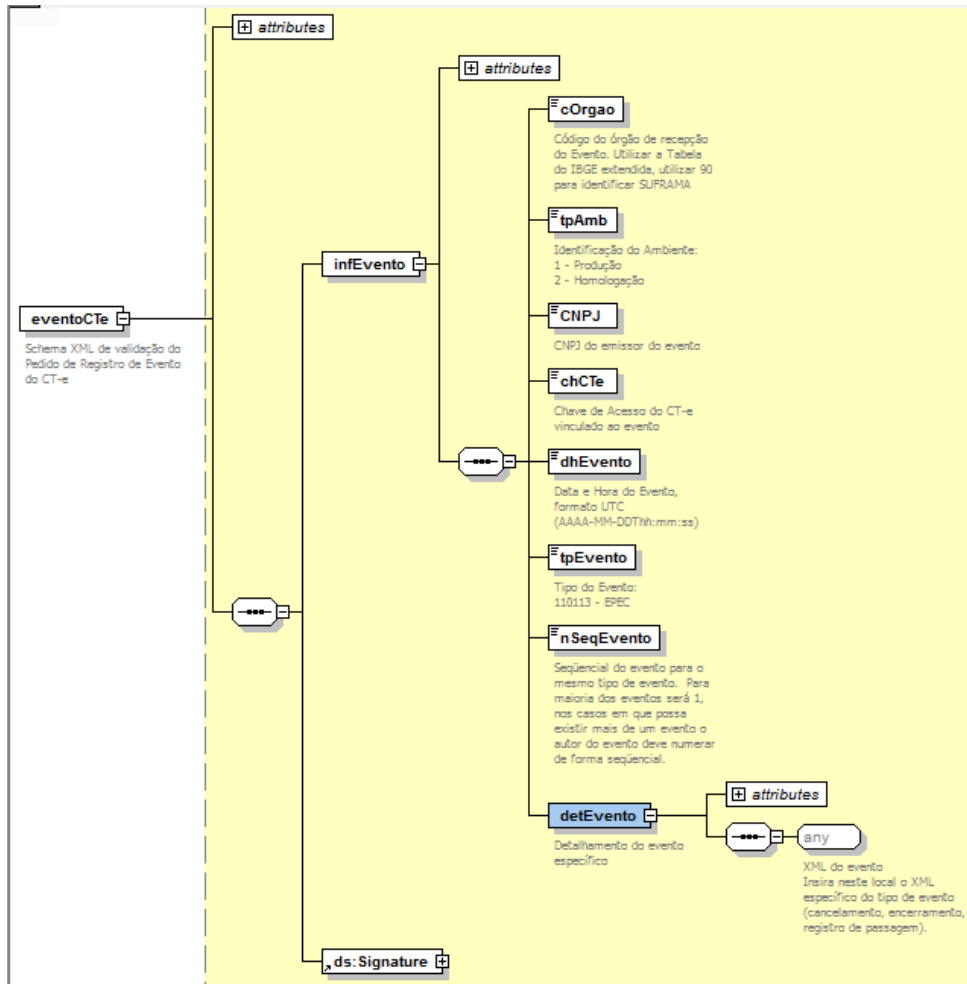 attributes
attributes
cOrgao
Código do órgão de recepção
do Evento. Utilizar a Tabela
do IBGE extendida, utilizar 90
para identificar SUFRAMA
tpAmb
Identificação do Ambiente:
1 - Produção
2 - Homologação
infEvento
CNPJ
CNPJ do emissor do evento
eventoCTe
Schema XML de validação do
Pedido de Registro de Evento
do CT-e
chCTe
Chave de Acesso do CT-e
vinculado ao evento
dhEvento
Data e Hora do Evento,
formato UTC
(AAAA-MM-DDThh:mm:ss)
tpEvento
Tipo do Evento:
110113 - EPEC
nSeqEvento
Seqüencial do evento para o
mesmo tipo de evento.  Para
maioria dos eventos será 1,
nos casos em que possa
existir mais de um evento o
autor do evento deve numerar
de forma seqüencial.
attributes
detEvento
Detalhamento do evento
específico
any
XML do evento
Insira neste local o XML
específico do tipo de evento
(cancelamento, encerramento,
registro de passagem).
ds:Signature